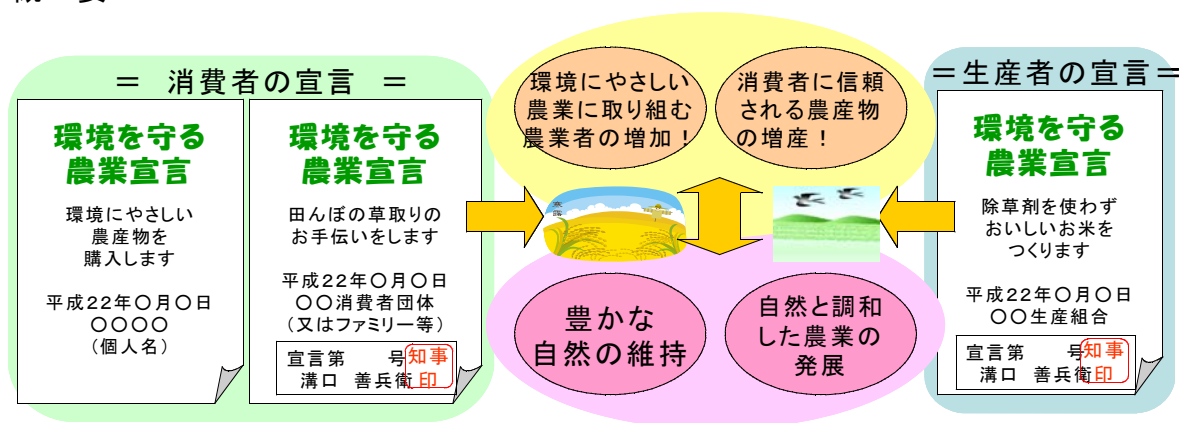 ＝ 消費者の宣言 ＝
環境を守る
農業宣言
環境にやさしい
農産物を
購入します
平成２２年〇月〇日
〇〇〇〇
（個人名）
環境を守る
農業宣言
田んぼの草取りの
お手伝いをします
平成２２年〇月〇日
〇〇消費者団体
（又はファミリー等）
宣言第　　号
溝口　善兵衛
知事
印
環境にやさしい
農業に取り組む
農業者の増加！
消費者に信頼
される農産物
の増産！
豊かな
自然の維持
自然と調和
した農業の
発展
＝生産者の宣言＝
環境を守る
農業宣言
除草剤を使わず
おいしいお米を
つくります
平成２２年〇月〇日
〇〇生産組合
宣言第　　号
溝口　善兵衛
知事
印